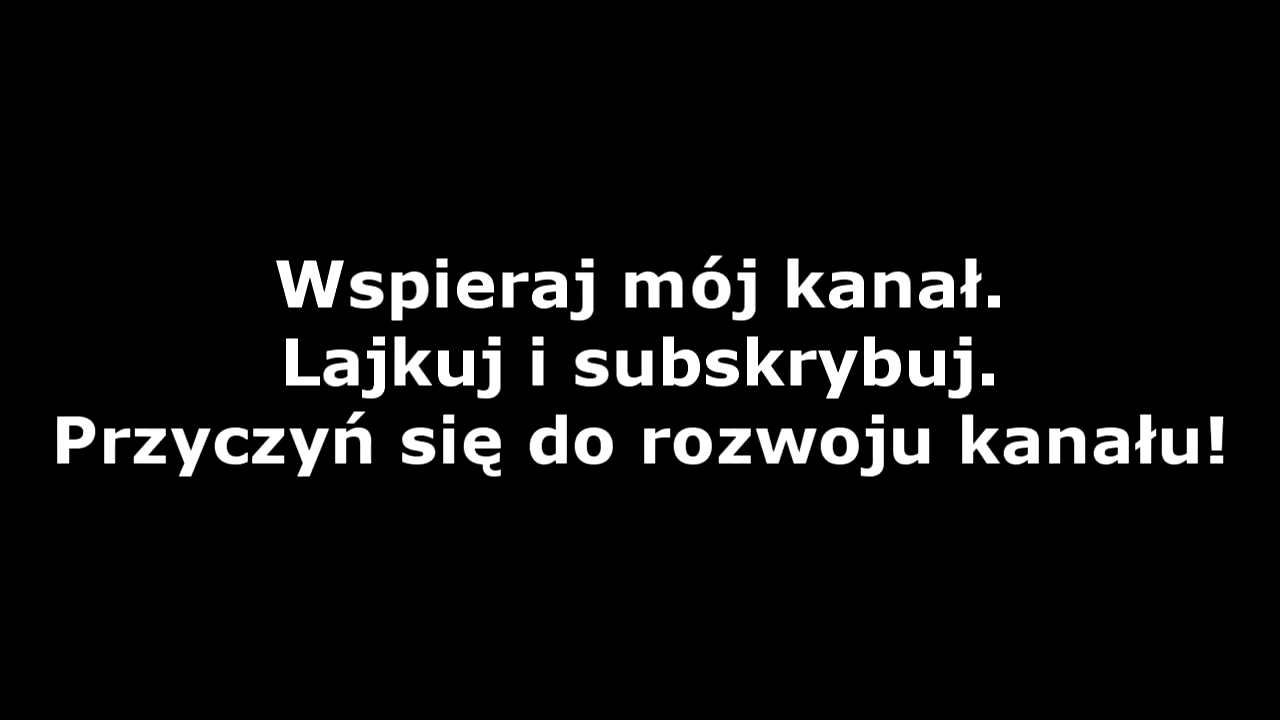 Wspieraj mój kanał.
Lajkuj i subskrybuj.
Przyczyń się do rozwoju kanału!